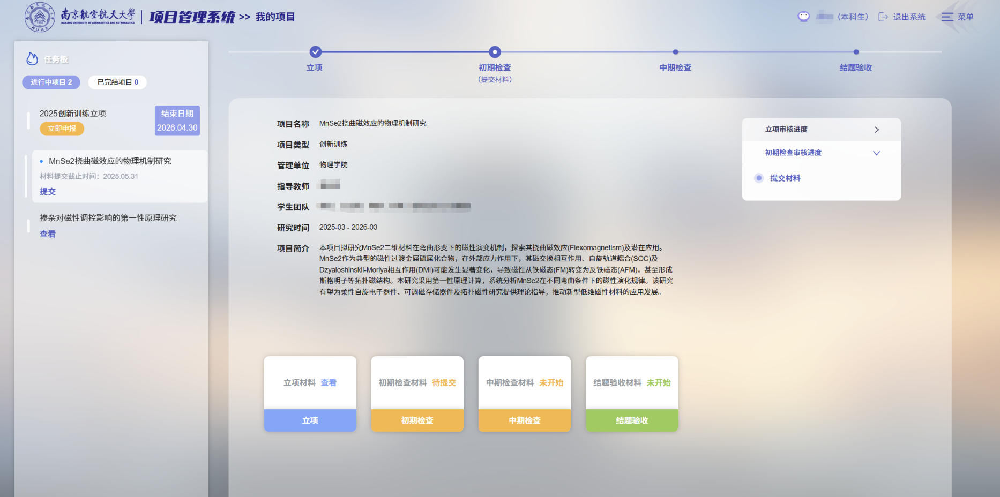 南京航空航天大學
NANJING UNIVERSITY OF AERONAUTICS AND ASTRONAUTICS
项目管理系统 >> 我的项目
(本科生)
退出系统
菜单
任务板
进行中项目 2
已完结项目 0
2025创新训练立项
立即申报
结束日期
2026.04.30
MnSe2挠曲磁效应的物理机制研究
材料提交截止时间：2025.05.31
提交
掺杂对磁性调控影响的第一性原理研究
查看
立项
初期检查
(提交材料)
中期检查
结题验收
项目名称 MnSe2挠曲磁效应的物理机制研究
项目类型 创新训练
管理单位 物理学院
指导教师
学生团队
研究时间 2025-03 - 2026-03
项目简介 本项目拟研究MnSe2二维材料在弯曲形变下的磁性演变机制，探索其挠曲磁效应(Flexomagnetism)及潜在应用。
MnSe2作为典型的磁性过渡金属硫属化合物，在外部应力作用下，其磁交换相互作用、自旋轨道耦合(SOC)及
Dzyaloshinskii-Moriya相互作用(DMI)可能发生显著变化，导致磁性从铁磁态(FM)转变为反铁磁态(AFM)，甚至形成
斯格明子等拓扑磁结构。本研究采用第一性原理计算，系统分析MnSe2在不同弯曲条件下的磁性演化规律。该研究
有望为柔性自旋电子器件、可调磁存储器件及拓扑磁性研究提供理论指导，推动新型低维磁性材料的应用发展。
立项审核进度
初期检查审核进度
提交材料
立项材料 查看
立项
初期检查材料 待提交
初期检查
中期检查材料 未开始
中期检查
结题验收材料 未开始
结题验收